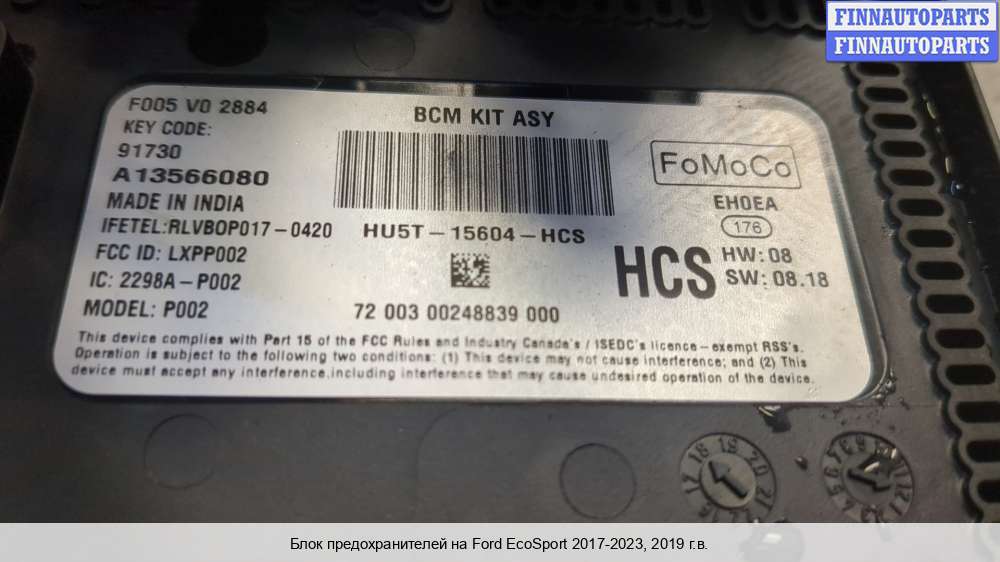 FINNAUTOPARTS
FINNAUTOPARTS
F005 V0 2884
KEY CODE:
91730
A13566080
MADE IN INDIA
IFETEL:RLVBOP017-0420
FCC ID: LXPP002
IC: 2298A-P002
MODEL: P002
BCM KIT ASY
HU5T-15604-HCS
72 003 00248839 000
FoMoCo
EH0EA
176
HCS
HW: 08
SW: 08.18
This device complies with Part 15 of the FCC Rules and Industry Canada's / ISEDC's licence-exempt RSS's.
Operation is subject to the following two conditions: (1) This device may not cause interference; and (2) This
device must accept any interference,including interference that may cause undesired operation of the device.
17 18 19 20 21
Блок предохранителей на Ford EcoSport 2017-2023, 2019 г.в.